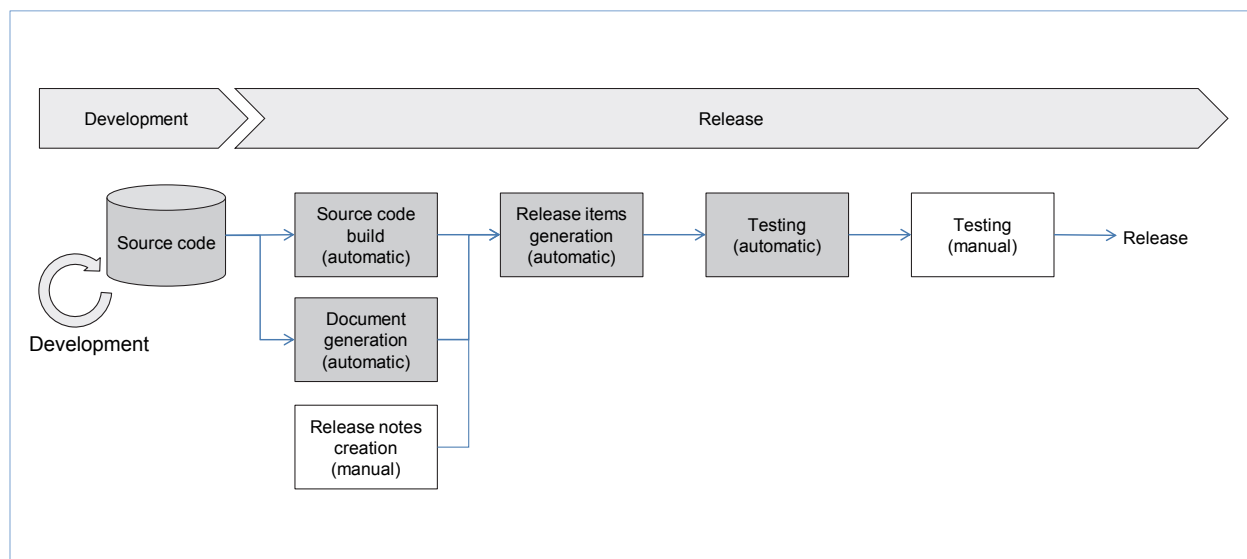 Development
Release
Source code
Development
Source code
build
(automatic)
Document
generation
(automatic)
Release notes
creation
(manual)
Release items
generation
(automatic)
Testing
(automatic)
Testing
(manual)
Release